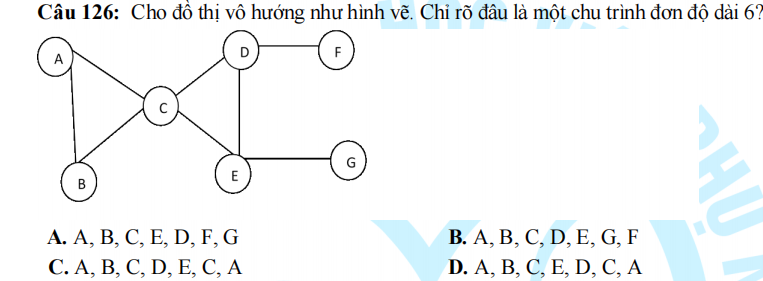 Câu 126: Cho đồ thị vô hướng như hình vẽ. Chỉ rõ đâu là một chu trình đơn độ dài 6?
D F
A
C
G
E
B
A. A, B, C, E, D, F, G B. A, B, C, D, E, G, F
C. A, B, C, D, E, C, A D. A, B, C, E, D, C, A